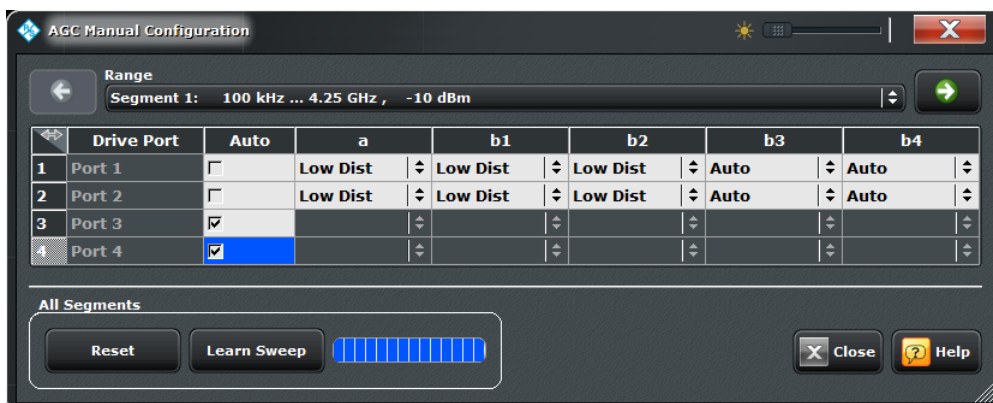 AGC Manual Configuration
Range
Segment 1: 100 kHz ... 4.25 GHz , -10 dBm
Drive Port Auto a b1 b2 b3 b4
1 Port 1 Low Dist Low Dist Low Dist Auto Auto
2 Port 2 Low Dist Low Dist Low Dist Auto Auto
3 Port 3
4 Port 4
All Segments
Reset Learn Sweep X Close ? Help